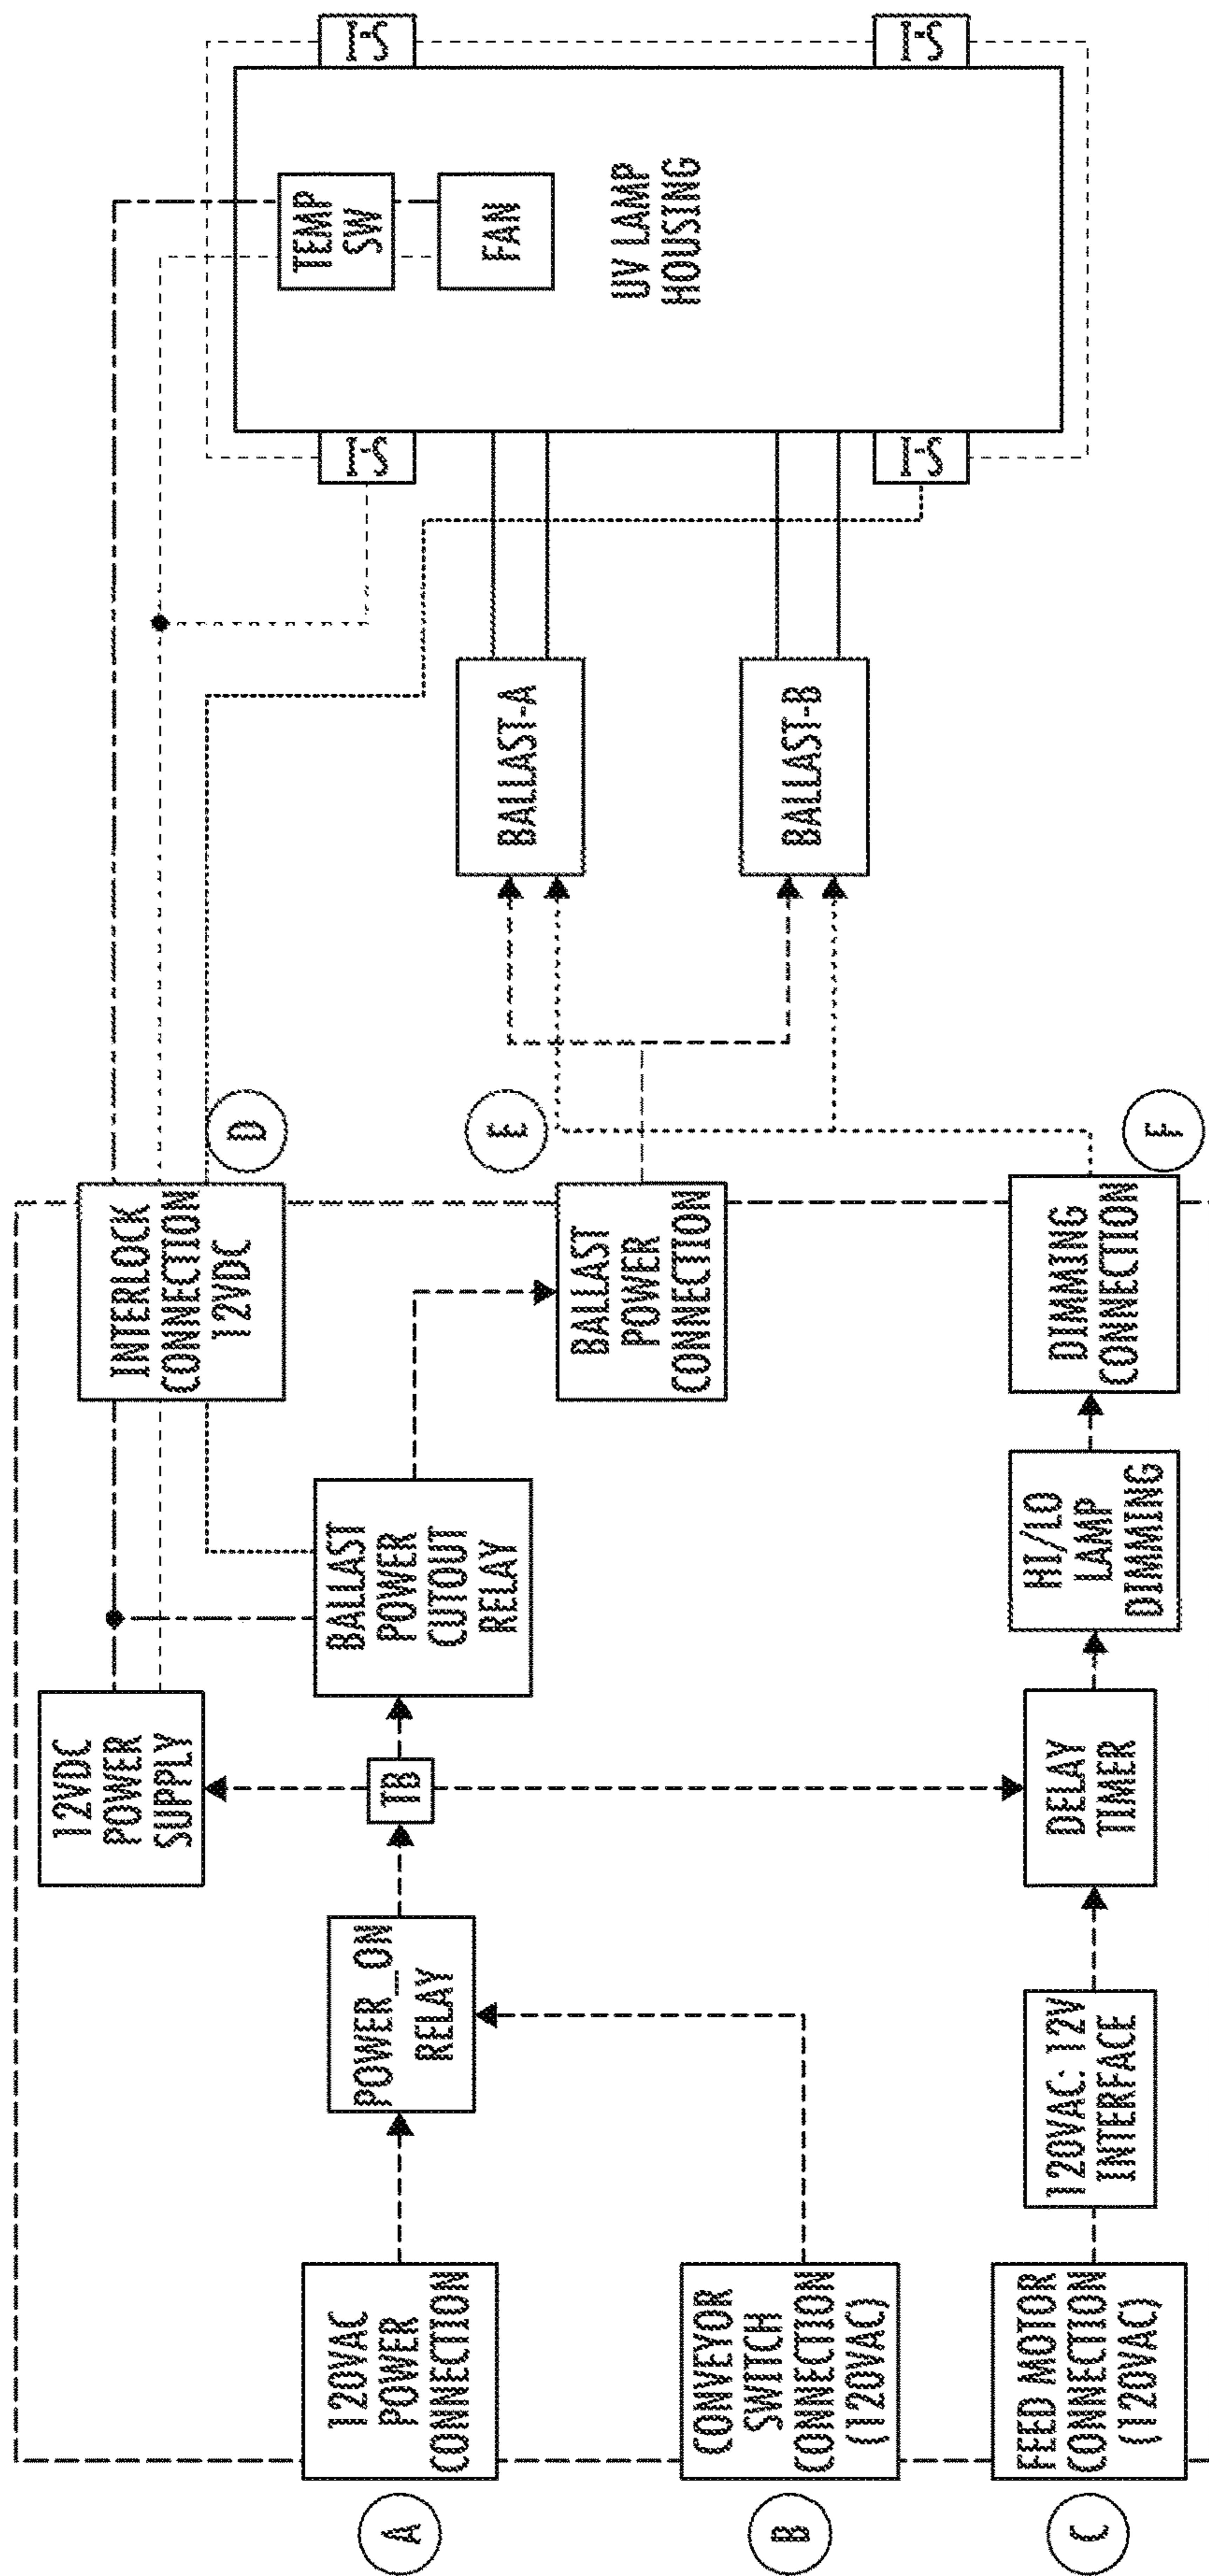 A
120VAC
POWER
CONNECTION
B
CONVEYOR
SWITCH
CONNECTION
(120VAC)
C
FEED MOTOR
CONNECTION
(120VAC)
POWER_ON
RELAY
120VAC: 12V
INTERFACE
12VDC
POWER
SUPPLY
TB
DELAY
TIMER
BALLAST
POWER
CUTOUT
RELAY
HI/LO
LAMP
DIMMING
INTERLOCK
CONNECTION
12VDC
D
BALLAST
POWER
CONNECTION
E
DIMMING
CONNECTION
F
BALLAST-A
BALLAST-B
I-S
I-S
TEMP
SW
FAN
UV LAMP
HOUSING
I-S
I-S